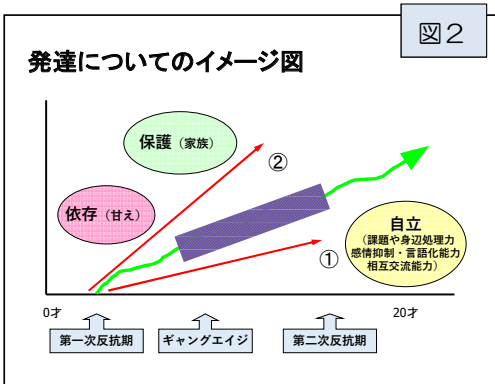 図２
発達についてのイメージ図
保護（家族）
②
依存（甘え）
自立
（課題や身辺処理力
感情抑制・言語化能力
相互交流能力）
①
0才
20才
第一次反抗期
ギャングエイジ
第二次反抗期